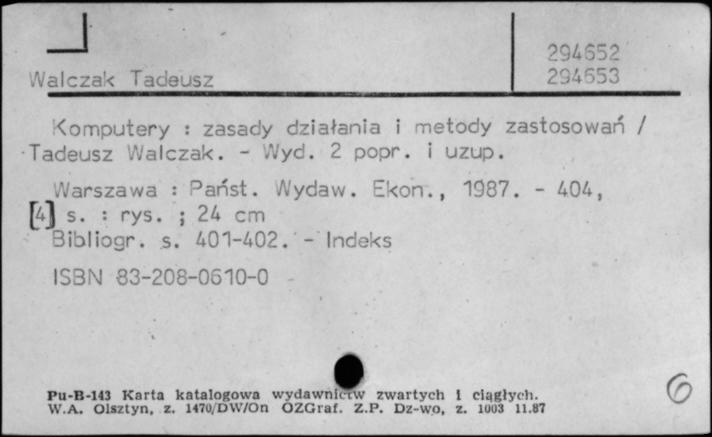 294652
Walczak Tadeusz 294653
Komputery : zasady działania i metody zastosowań /
Tadeusz Walczak. - Wyd. 2 popr. i uzup.
Warszawa : Państ. Wydaw. Ekon., 1987. - 404,
[4] s. : rys. ; 24 cm
Bibliogr. s. 401-402. - Indeks
ISBN 83-208-0610-0
Pu-B-143 Karta katalogowa wydawnictw zwartych i ciągłych.
W.A. Olsztyn, z. 1470/DW/On OZGraf. Z.P. Dz-wo, z. 1003 11.87
6